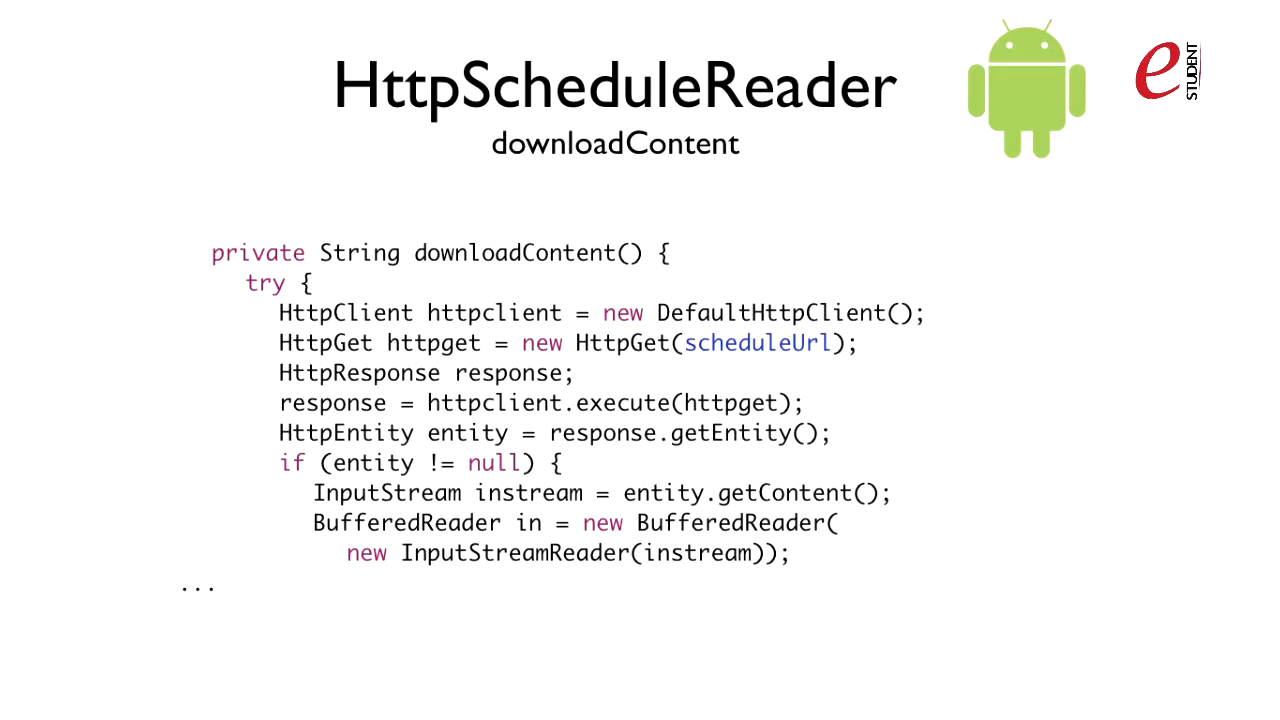 HttpScheduleReader
downloadContent
e STUDENT
private String downloadContent() {
try {
HttpClient httpclient = new DefaultHttpClient();
HttpGet httpget = new HttpGet(scheduleUrl);
HttpResponse response;
response = httpclient.execute(httpget);
HttpEntity entity = response.getEntity();
if (entity != null) {
InputStream instream = entity.getContent();
BufferedReader in = new BufferedReader(
new InputStreamReader(instream));
...